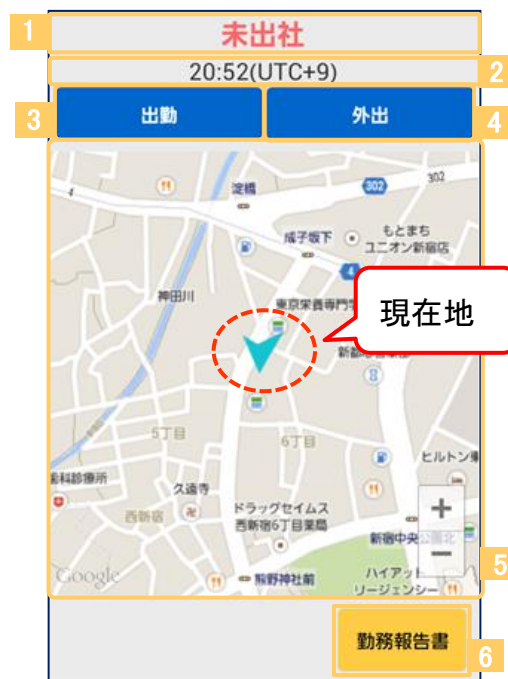 1
未出社
20:52(UTC+9)
2
3
出勤
外出
4
淀橋
302
302
4
成子坂下
もとまち
ユニオン新宿店
4
神田川
東京栄養専門学
現在地
5丁目
6丁目
ヒルトン東
歯科診療所
久遠寺
西新宿
ドラッグセイムス
西新宿6丁目薬局
+
新宿中央公園北
−
5
Google
熊野神社前
ハイアット
リージェンシー
勤務報告書
6